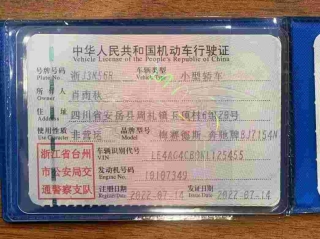 中华人民共和国机动车行驶证
Vehicle License of the People's Republic of China
号牌号码 浙J3M568 车辆类型 小型轿车
Plate No. Vehicle Type
所有人 肖南秋
Owner
住址 四川省安岳县周礼镇玉顶村6组28号
Address
使用性质 非营运 品牌型号 梅赛德斯-奔驰牌BJ7154N
Use Character Model
浙江省台州
市公安局交
通警察支队
车辆识别代号 LE4AG4CB9KL125455
VIN
发动机号码 19107349
Engine No.
注册日期 2022-07-14 发证日期 2022-07-14
Register Date Issue Date